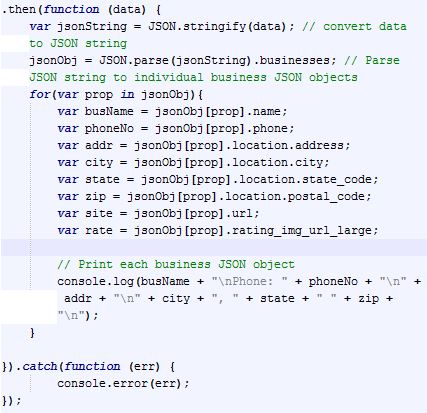 .then(function (data) {
var jsonString = JSON.stringify(data); // convert data
to JSON string
jsonObj = JSON.parse(jsonString).businesses; // Parse
JSON string to individual business JSON objects
for(var prop in jsonObj){
var busName = jsonObj[prop].name;
var phoneNo = jsonObj[prop].phone;
var addr = jsonObj[prop].location.address;
var city = jsonObj[prop].location.city;
var state = jsonObj[prop].location.state_code;
var zip = jsonObj[prop].location.postal_code;
var site = jsonObj[prop].url;
var rate = jsonObj[prop].rating_img_url_large;
// Print each business JSON object
console.log(busName + "\nPhone: " + phoneNo + "\n" +
addr + "\n" + city + ", " + state + " " + zip +
"\n");
}
}).catch(function (err) {
console.error(err);
});